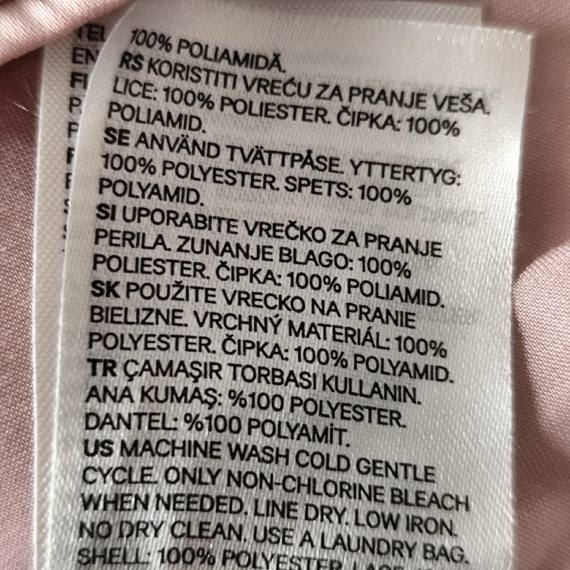 100% POLIAMIDĂ.
RS KORISTITI VREĆU ZA PRANJE VEŠA.
LICE: 100% POLIESTER. ČIPKA: 100%
POLIAMID.
SE ANVÄND TVÄTTPÅSE. YTTERTYG:
100% POLYESTER. SPETS: 100%
POLYAMID.
SI UPORABITE VREČKO ZA PRANJE
PERILA. ZUNANJE BLAGO: 100%
POLIESTER. ČIPKA: 100% POLIAMID.
SK POUŽITE VRECKO NA PRANIE
BIELIZNE. VRCHNÝ MATERIÁL: 100%
POLYESTER. ČIPKA: 100% POLYAMID.
TR ÇAMAŞIR TORBASI KULLANIN.
ANA KUMAŞ: %100 POLYESTER.
DANTEL: %100 POLYAMİT.
US MACHINE WASH COLD GENTLE
CYCLE. ONLY NON-CHLORINE BLEACH
WHEN NEEDED. LINE DRY. LOW IRON.
NO DRY CLEAN. USE A LAUNDRY BAG.
SHELL: 100% POLYESTER. LACE: